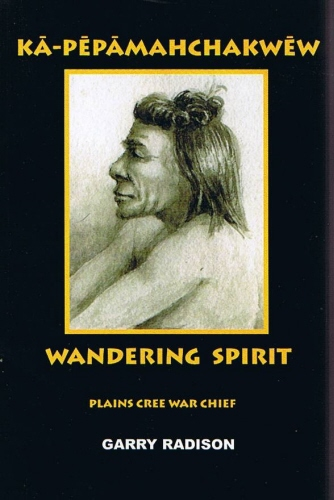 KĀ-PĒPĀMAHCHAKWĒW
WANDERING SPIRIT
PLAINS CREE WAR CHIEF
GARRY RADISON